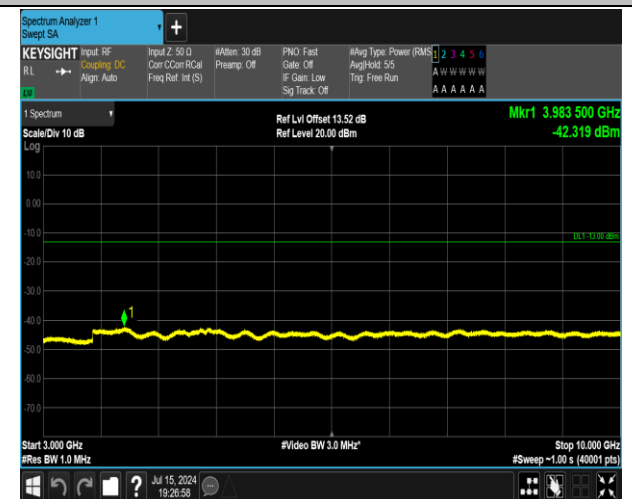 Spectrum Analyzer 1
Swept SA
+
KEYSIGHT Input: RF Input Z: 50 Ω #Atten: 30 dB PNO: Fast #Avg Type: Power (RMS 1 2 3 4 5 6
RL Coupling: DC Corr CCorr RCal Preamp: Off Gate: Off Avg|Hold: 5/5 A W W W W W
Align: Auto Freq Ref: Int (S) IF Gain: Low Trig: Free Run
Sig Track: Off A A A A A A
1 Spectrum Ref Lvl Offset 13.52 dB Mkr1 3.983 500 GHz
Scale/Div 10 dB Ref Level 20.00 dBm -42.319 dBm
Log
10.0
0.00
-10.0
DL1 -13.00 dBm
-20.0
-30.0
-40.0
1
-50.0
-60.0
-70.0
Start 3.000 GHz #Video BW 3.0 MHz* Stop 10.000 GHz
#Res BW 1.0 MHz #Sweep ~1.00 s (40001 pts)
? Jul 15, 2024
19:26:58